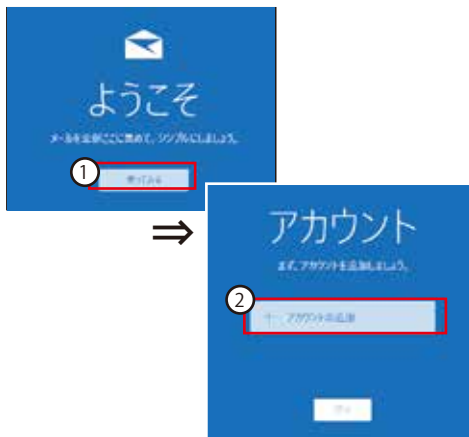 ようこそ
メールを全部ここに集めて、シンプルにしましょう。
① 使ってみる
⇒
アカウント
まず、アカウントを追加しましょう。
② + アカウントの追加